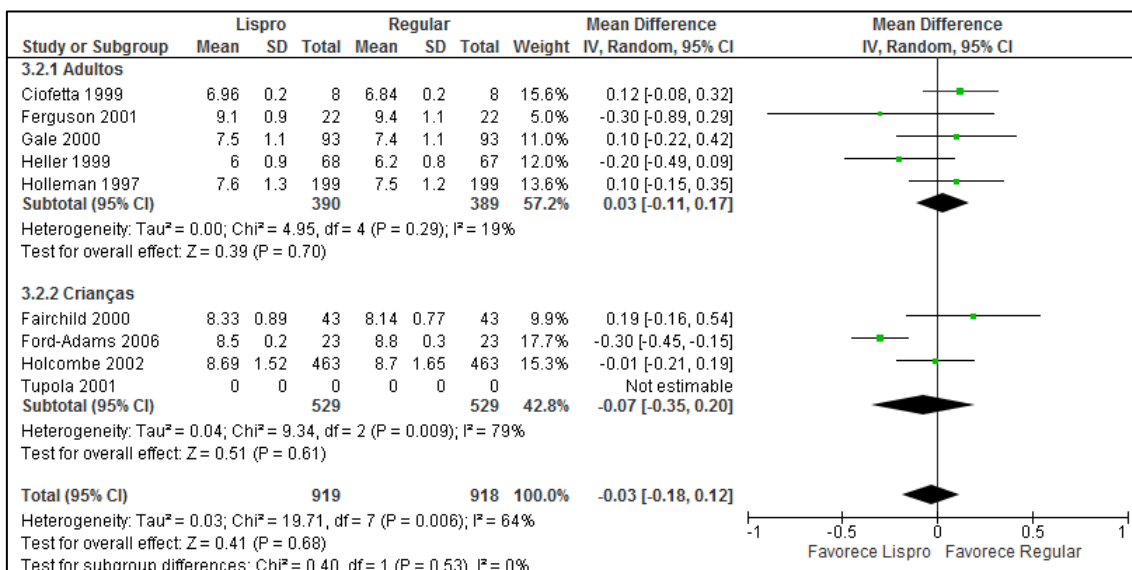 Lispro Regular Mean Difference Mean Difference
Study or Subgroup Mean SD Total Mean SD Total Weight IV, Random, 95% CI IV, Random, 95% CI
3.2.1 Adultos
Ciofetta 1999 6.96 0.2 8 6.84 0.2 8 15.6% 0.12 [-0.08, 0.32]
Ferguson 2001 9.1 0.9 22 9.4 1.1 22 5.0% -0.30 [-0.89, 0.29]
Gale 2000 7.5 1.1 93 7.4 1.1 93 11.0% 0.10 [-0.22, 0.42]
Heller 1999 6 0.9 68 6.2 0.8 67 12.0% -0.20 [-0.49, 0.09]
Holleman 1997 7.6 1.3 199 7.5 1.2 199 13.6% 0.10 [-0.15, 0.35]
Subtotal (95% CI) 390 389 57.2% 0.03 [-0.11, 0.17]
Heterogeneity: Tau² = 0.00; Chi² = 4.95, df = 4 (P = 0.29); I² = 19%
Test for overall effect: Z = 0.39 (P = 0.70)
3.2.2 Crianças
Fairchild 2000 8.33 0.89 43 8.14 0.77 43 9.9% 0.19 [-0.16, 0.54]
Ford-Adams 2006 8.5 0.2 23 8.8 0.3 23 17.7% -0.30 [-0.45, -0.15]
Holcombe 2002 8.69 1.52 463 8.7 1.65 463 15.3% -0.01 [-0.21, 0.19]
Tupola 2001 0 0 0 0 0 0 Not estimable
Subtotal (95% CI) 529 529 42.8% -0.07 [-0.35, 0.20]
Heterogeneity: Tau² = 0.04; Chi² = 9.34, df = 2 (P = 0.009); I² = 79%
Test for overall effect: Z = 0.51 (P = 0.61)
Total (95% CI) 919 918 100.0% -0.03 [-0.18, 0.12]
Heterogeneity: Tau² = 0.03; Chi² = 19.71, df = 7 (P = 0.006); I² = 64%
Test for overall effect: Z = 0.41 (P = 0.68)
Test for subgroup differences: Chi² = 0.40, df = 1 (P = 0.53), I² = 0%
-1 -0.5 0 0.5 1
Favorece Lispro Favorece Regular